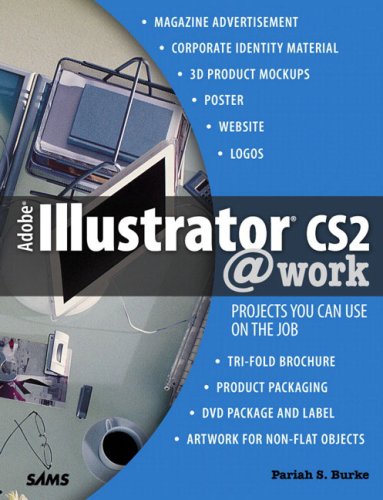 • MAGAZINE ADVERTISEMENT
• CORPORATE IDENTITY MATERIAL
• 3D PRODUCT MOCKUPS
• POSTER
• WEBSITE
• LOGOS
Adobe® Illustrator® CS2
@work
PROJECTS YOU CAN USE
ON THE JOB
• TRI-FOLD BROCHURE
• PRODUCT PACKAGING
• DVD PACKAGE AND LABEL
• ARTWORK FOR NON-FLAT OBJECTS
SAMS
Pariah S. Burke